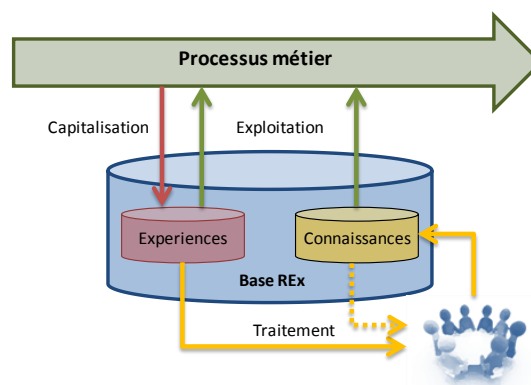 Processus métier
Capitalisation
Exploitation
Experiences
Connaissances
Base REx
Traitement